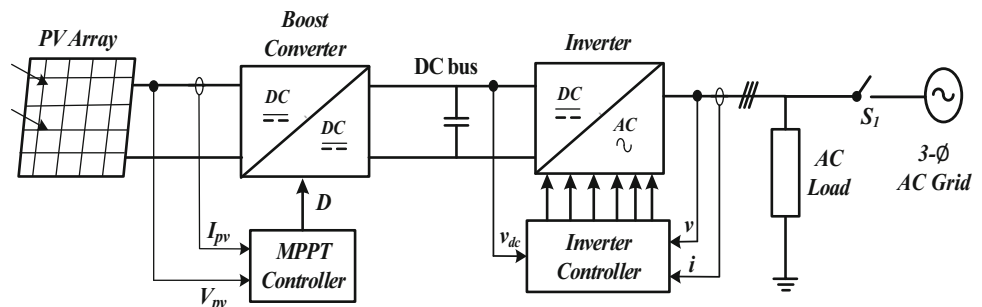 PV Array
Boost
Converter
DC
DC
DC bus
Inverter
DC
AC
S1
3-Ø
AC Grid
AC
Load
D
Ipv
Vpv
MPPT
Controller
vdc
Inverter
Controller
v
i